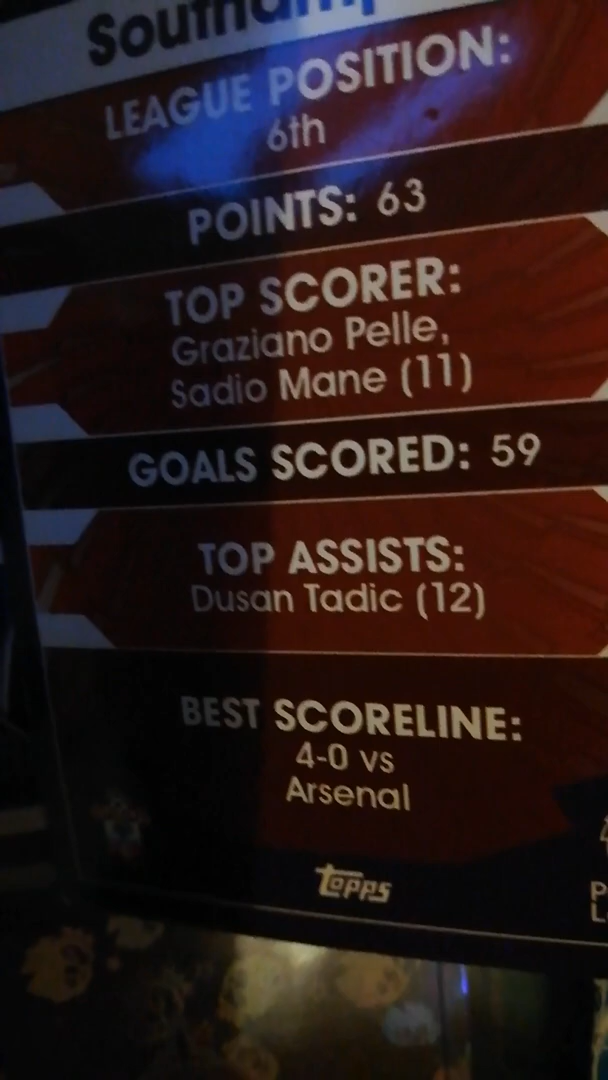 LEAGUE POSITION:
6th
POINTS: 63
TOP SCORER:
Graziano Pelle,
Sadio Mane (11)
GOALS SCORED: 59
TOP ASSISTS:
Dusan Tadic (12)
BEST SCORELINE:
4-0 vs
Arsenal
TOPPS